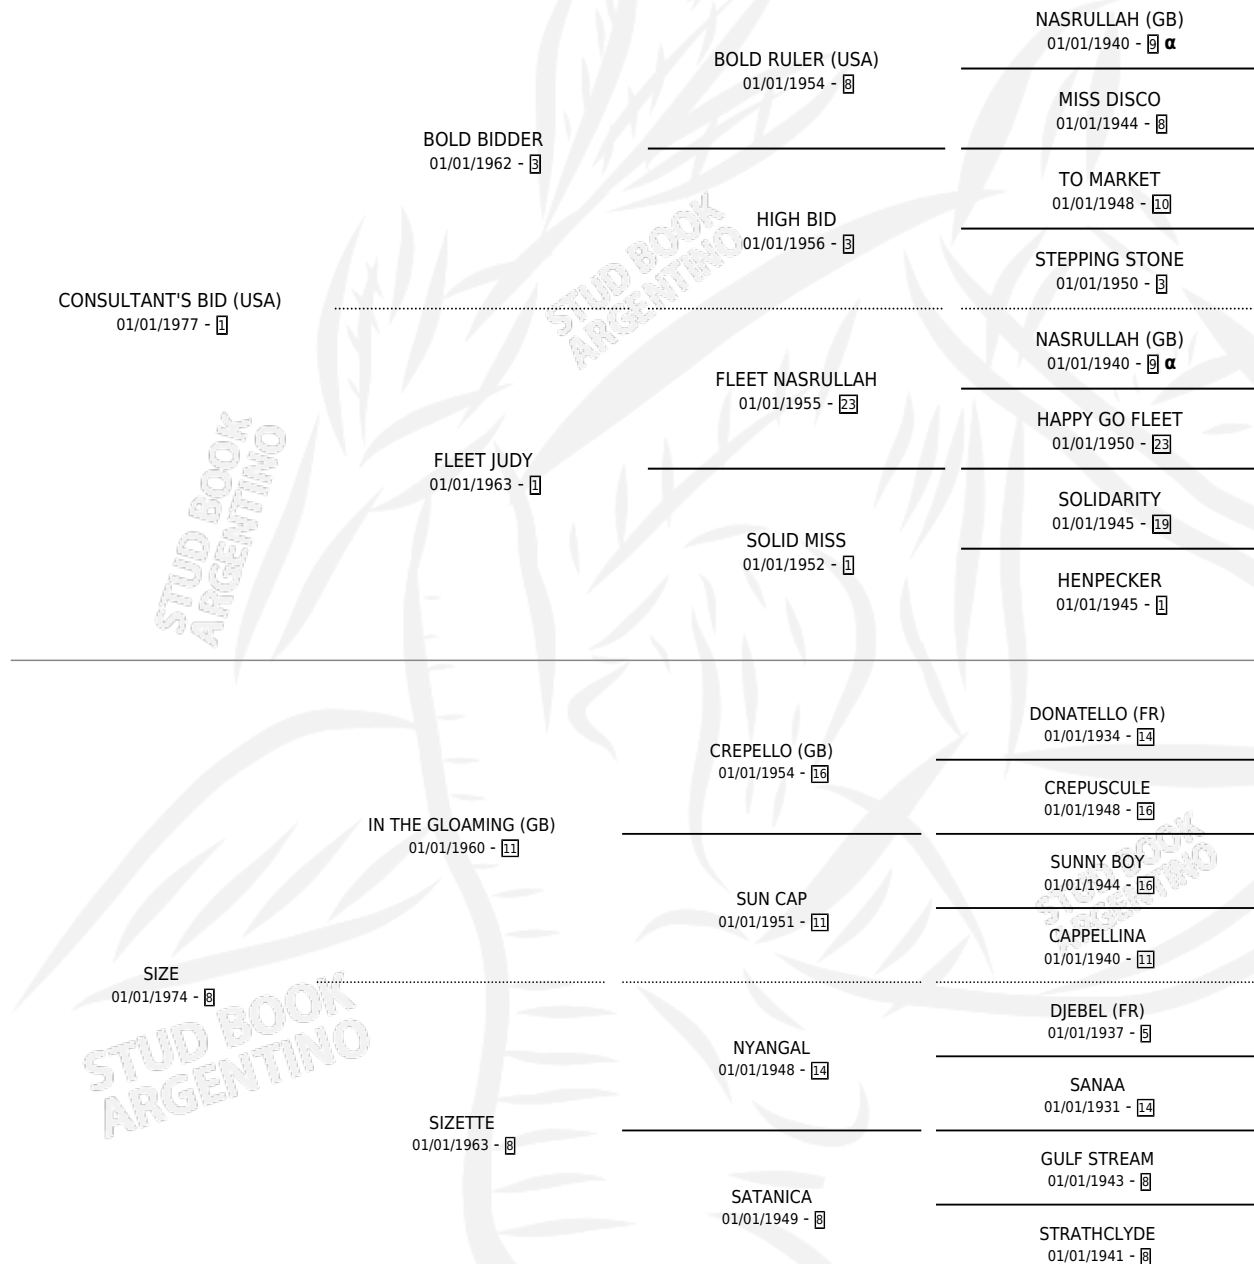 NASRULLAH (GB)
01/01/1940 - 9 α
BOLD RULER (USA)
01/01/1954 - 8
MISS DISCO
01/01/1944 - 8
BOLD BIDDER
01/01/1962 - 3
TO MARKET
01/01/1948 - 10
HIGH BID
01/01/1956 - 3
STEPPING STONE
01/01/1950 - 3
CONSULTANT'S BID (USA)
01/01/1977 - 1
NASRULLAH (GB)
01/01/1940 - 9 α
FLEET NASRULLAH
01/01/1955 - 23
HAPPY GO FLEET
01/01/1950 - 23
FLEET JUDY
01/01/1963 - 1
SOLIDARITY
01/01/1945 - 19
SOLID MISS
01/01/1952 - 1
HENPECKER
01/01/1945 - 1
DONATELLO (FR)
01/01/1934 - 14
CREPELLO (GB)
01/01/1954 - 16
CREPUSCULE
01/01/1948 - 16
IN THE GLOAMING (GB)
01/01/1960 - 11
SUNNY BOY
01/01/1944 - 16
SUN CAP
01/01/1951 - 11
CAPPELLINA
01/01/1940 - 11
SIZE
01/01/1974 - 8
DJEBEL (FR)
01/01/1937 - 5
NYANGAL
01/01/1948 - 14
SANAA
01/01/1931 - 14
SIZETTE
01/01/1963 - 8
GULF STREAM
01/01/1943 - 8
SATANICA
01/01/1949 - 8
STRATHCLYDE
01/01/1941 - 8
STUD BOOK
ARGENTINO
STUD BOOK
ARGENTINO
STUD BOOK
ARGENTINO
STUD BOOK
ARGENTINO